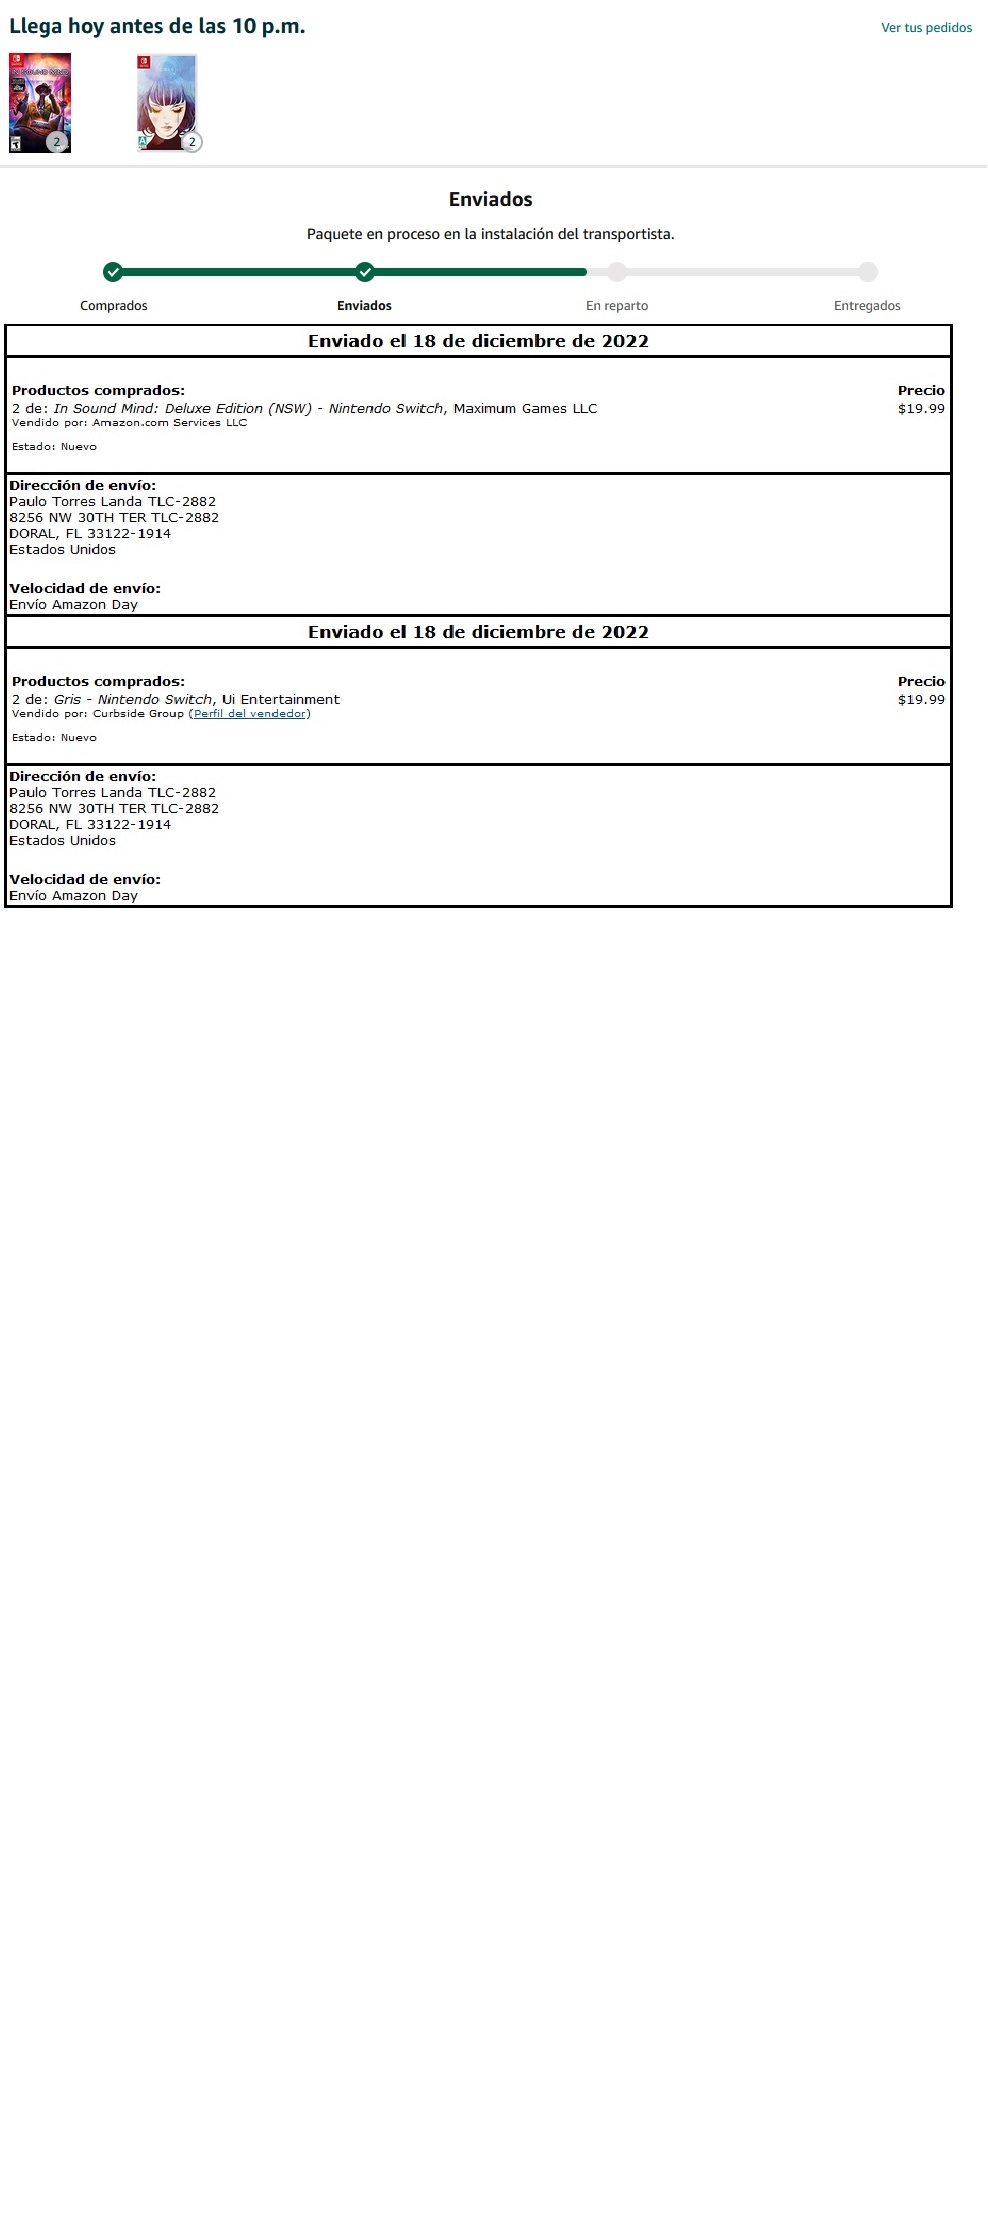 Llega hoy antes de las 10 p.m.
Ver tus pedidos
IN SOUND MIND
2
2
Enviados
Paquete en proceso en la instalación del transportista.
Comprados
Enviados
En reparto
Entregados
Enviado el 18 de diciembre de 2022
Productos comprados:
Precio
2 de: In Sound Mind: Deluxe Edition (NSW) - Nintendo Switch, Maximum Games LLC
$19.99
Vendido por: Amazon.com Services LLC
Estado: Nuevo
Dirección de envío:
Paulo Torres Landa TLC-2882
8256 NW 30TH TER TLC-2882
DORAL, FL 33122-1914
Estados Unidos
Velocidad de envío:
Envío Amazon Day
Enviado el 18 de diciembre de 2022
Productos comprados:
Precio
2 de: Gris - Nintendo Switch, Ui Entertainment
$19.99
Vendido por: Curbside Group (Perfil del vendedor)
Estado: Nuevo
Dirección de envío:
Paulo Torres Landa TLC-2882
8256 NW 30TH TER TLC-2882
DORAL, FL 33122-1914
Estados Unidos
Velocidad de envío:
Envío Amazon Day